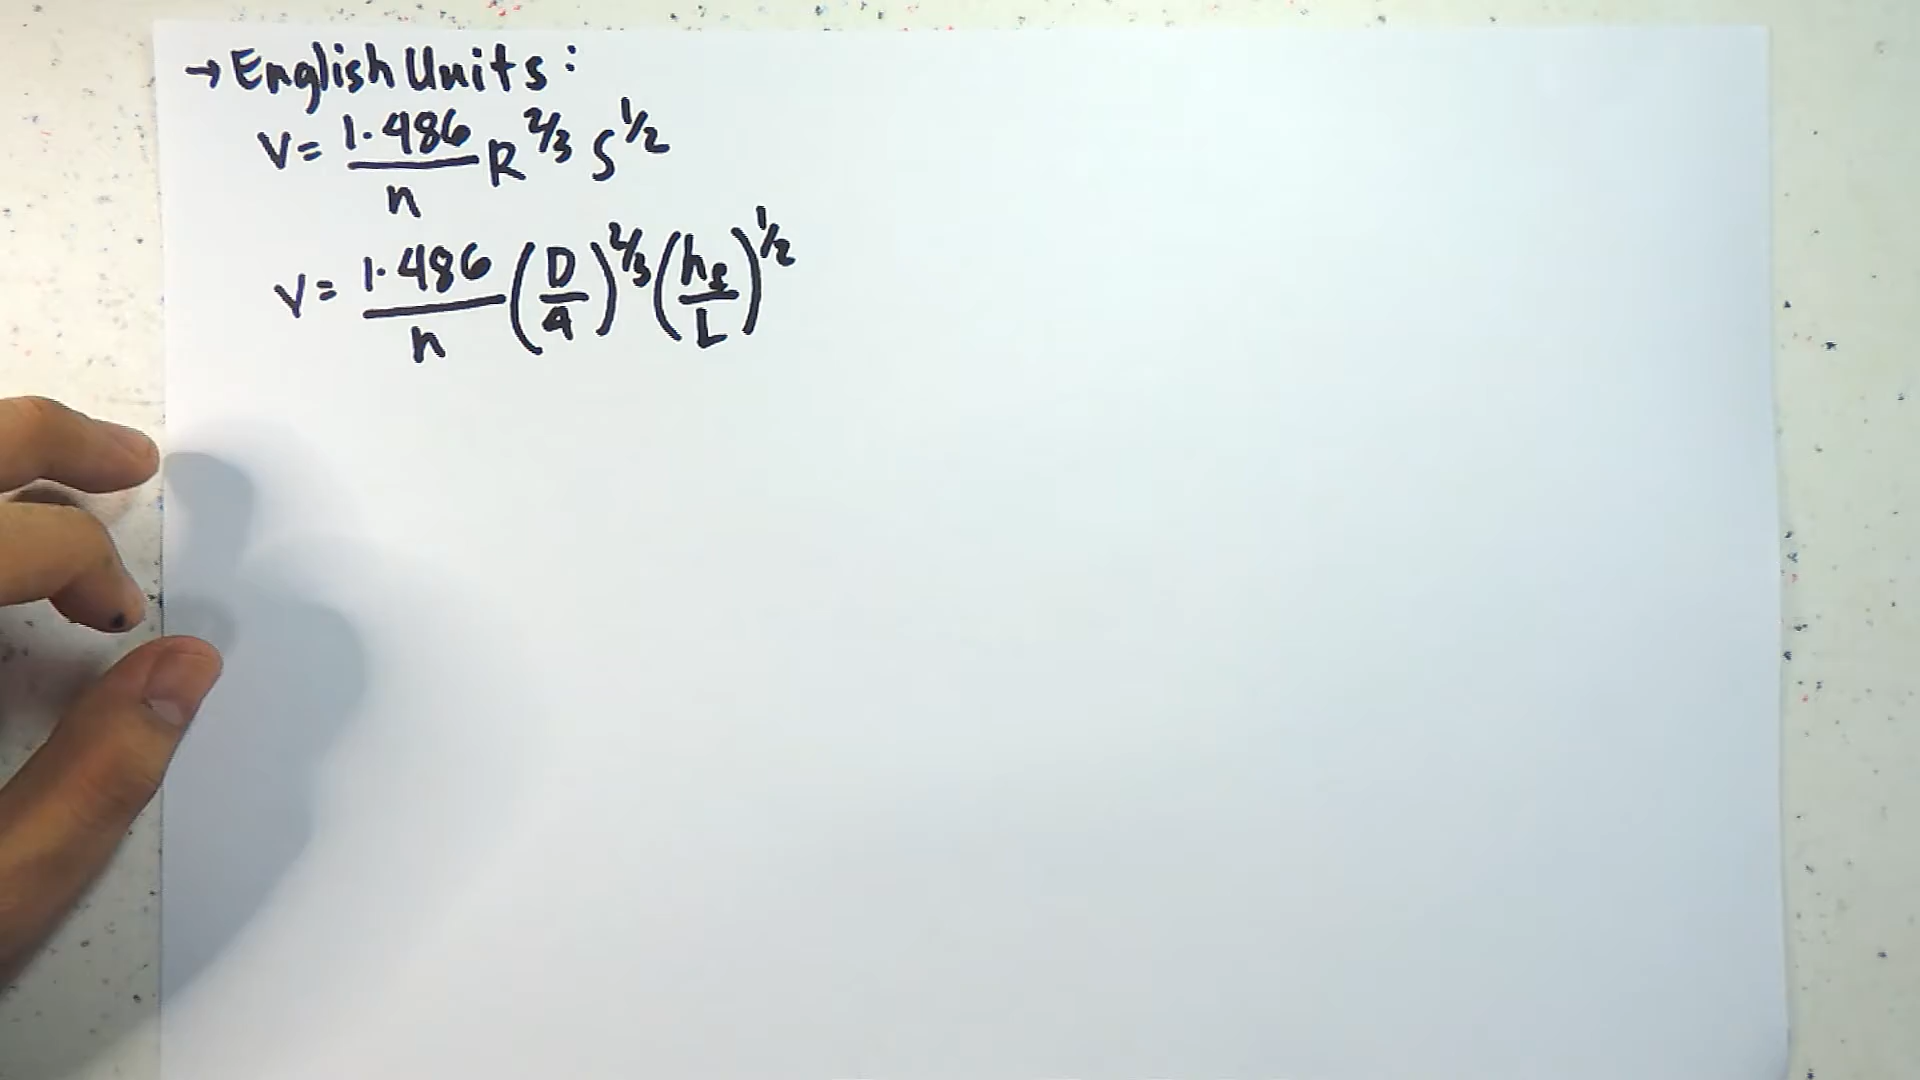 → English Units:
V = 1.486/n R^2/3 S^1/2
V = 1.486/n (D/4)^2/3 (hf/L)^1/2